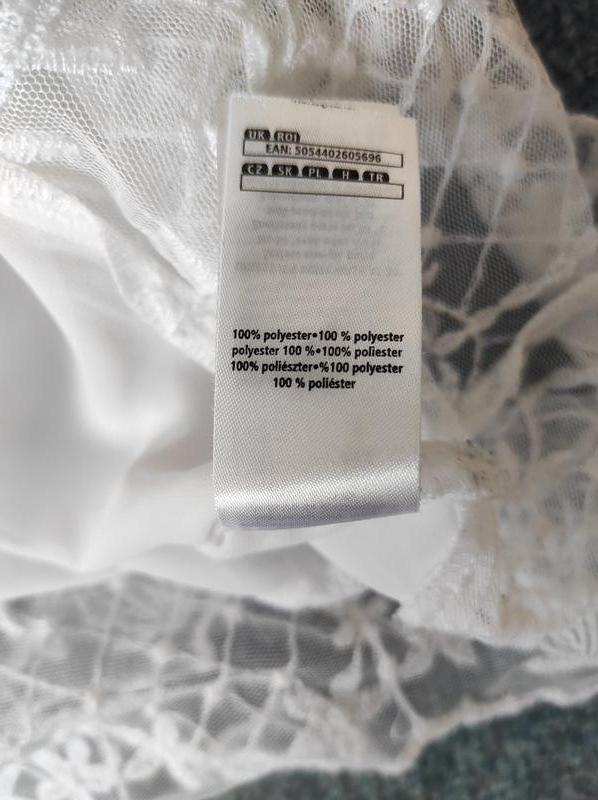 UK ROI
EAN: 5054402605696
CZ SK PL H TR
100% polyester•100 % polyester
polyester 100 %•100% poliester
100% poliészter•%100 polyester
100 % poliéster